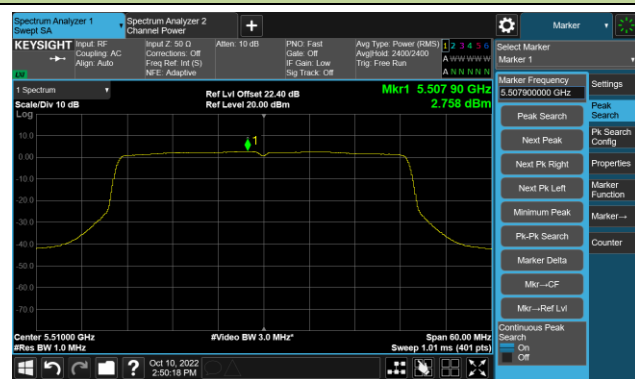 Spectrum Analyzer 1
Swept SA
Spectrum Analyzer 2
Channel Power
+
Marker
KEYSIGHT
Input: RF
Coupling: AC
Align: Auto
Input Z: 50 Ω
Corrections: Off
Freq Ref: Int (S)
NFE: Adaptive
Atten: 10 dB
PNO: Fast
Gate: Off
IF Gain: Low
Sig Track: Off
Avg Type: Power (RMS)
Avg|Hold: 2400/2400
Trig: Free Run
1 2 3 4 5 6
A W W W W W
A N N N N N
LW
Select Marker
Marker 1
1 Spectrum
Scale/Div 10 dB
Log
Ref Lvl Offset 22.40 dB
Ref Level 20.00 dBm
Mkr1 5.507 90 GHz
2.758 dBm
1
10.0
0.00
-10.0
-20.0
-30.0
-40.0
-50.0
-60.0
-70.0
Center 5.51000 GHz
#Res BW 1.0 MHz
#Video BW 3.0 MHz*
Span 60.00 MHz
Sweep 1.01 ms (401 pts)
Marker Frequency
5.507900000 GHz
Peak Search
Next Peak
Next Pk Right
Next Pk Left
Minimum Peak
Pk-Pk Search
Marker Delta
Mkr→CF
Mkr→Ref Lvl
Continuous Peak
Search
On
Off
Settings
Peak
Search
Pk Search
Config
Properties
Marker
Function
Marker→
Counter
?
Oct 10, 2022
2:50:18 PM